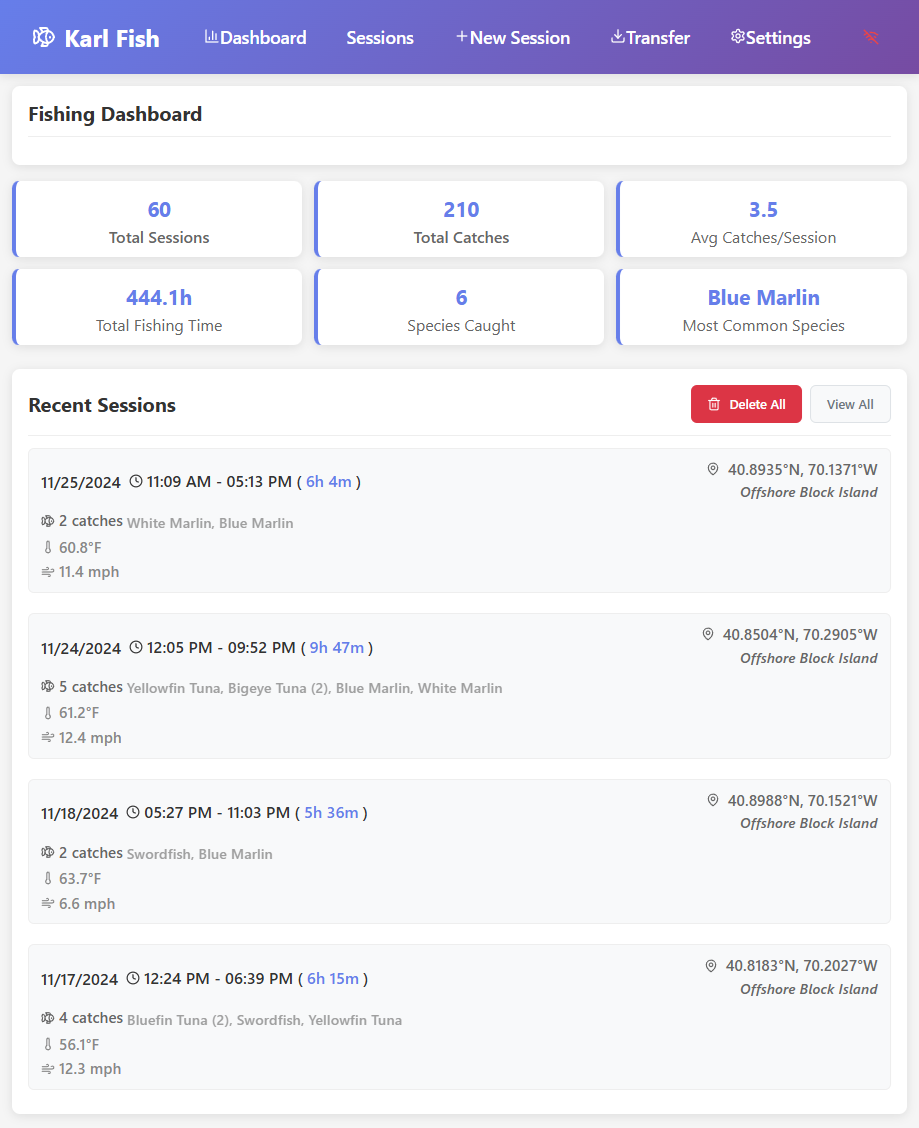 Karl Fish Dashboard Sessions +New Session Transfer Settings
Fishing Dashboard
60
Total Sessions
210
Total Catches
3.5
Avg Catches/Session
444.1h
Total Fishing Time
6
Species Caught
Blue Marlin
Most Common Species
Recent Sessions
Delete All
View All
11/25/2024 11:09 AM - 05:13 PM ( 6h 4m )
40.8935°N, 70.1371°W
Offshore Block Island
2 catches White Marlin, Blue Marlin
60.8°F
11.4 mph
11/24/2024 12:05 PM - 09:52 PM ( 9h 47m )
40.8504°N, 70.2905°W
Offshore Block Island
5 catches Yellowfin Tuna, Bigeye Tuna (2), Blue Marlin, White Marlin
61.2°F
12.4 mph
11/18/2024 05:27 PM - 11:03 PM ( 5h 36m )
40.8988°N, 70.1521°W
Offshore Block Island
2 catches Swordfish, Blue Marlin
63.7°F
6.6 mph
11/17/2024 12:24 PM - 06:39 PM ( 6h 15m )
40.8183°N, 70.2027°W
Offshore Block Island
4 catches Bluefin Tuna (2), Swordfish, Yellowfin Tuna
56.1°F
12.3 mph